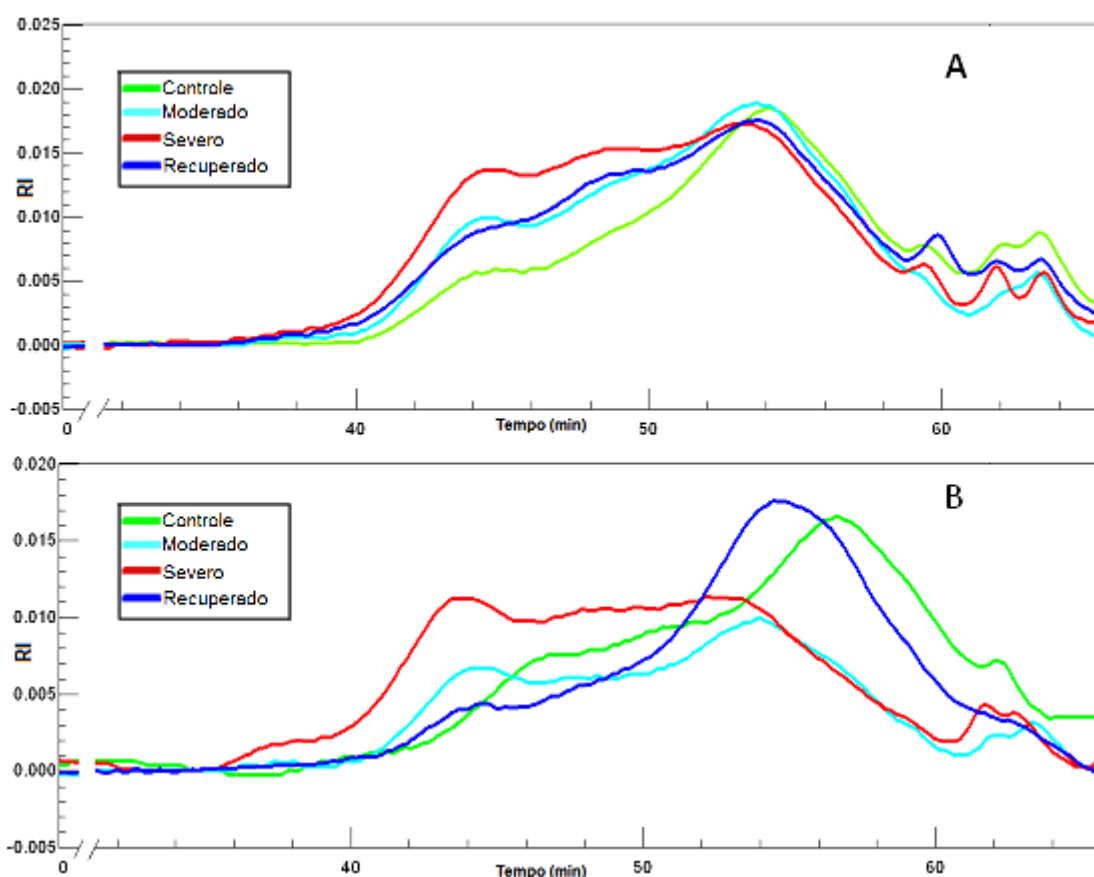 0.025
A
0.020
Controle
Moderado
Severo
Recuperado
0.015
RI
0.010
0.005
0.000
-0.005
0 40 50 60
Tempo (min)
0.020
B
Controle
Moderado
Severo
Recuperado
0.015
0.010
RI
0.005
0.000
-0.005
0 40 50 60
Tempo (min)